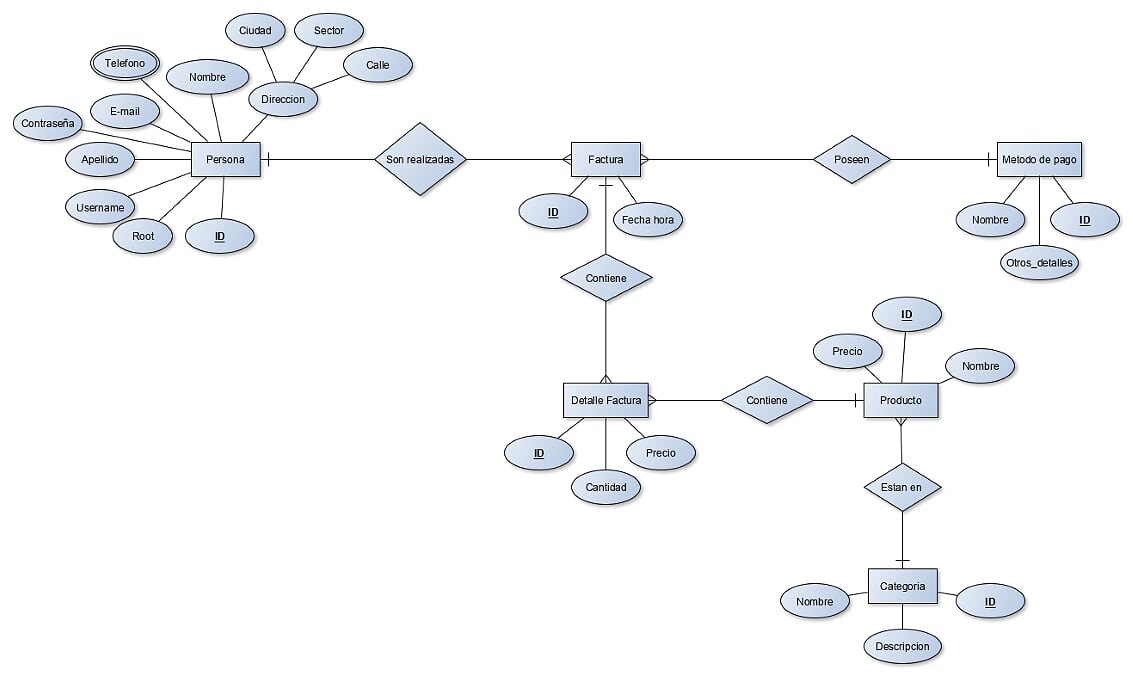 Ciudad
Sector
Telefono
Nombre
Calle
Direccion
E-mail
Contraseña
Apellido
Persona
Son realizadas
Factura
Poseen
Metodo de pago
Username
Root
ID
ID
Fecha hora
Nombre
ID
Otros_detalles
Contiene
ID
Precio
Nombre
Detalle Factura
Contiene
Producto
ID
Precio
Cantidad
Estan en
Categoria
Nombre
ID
Descripcion